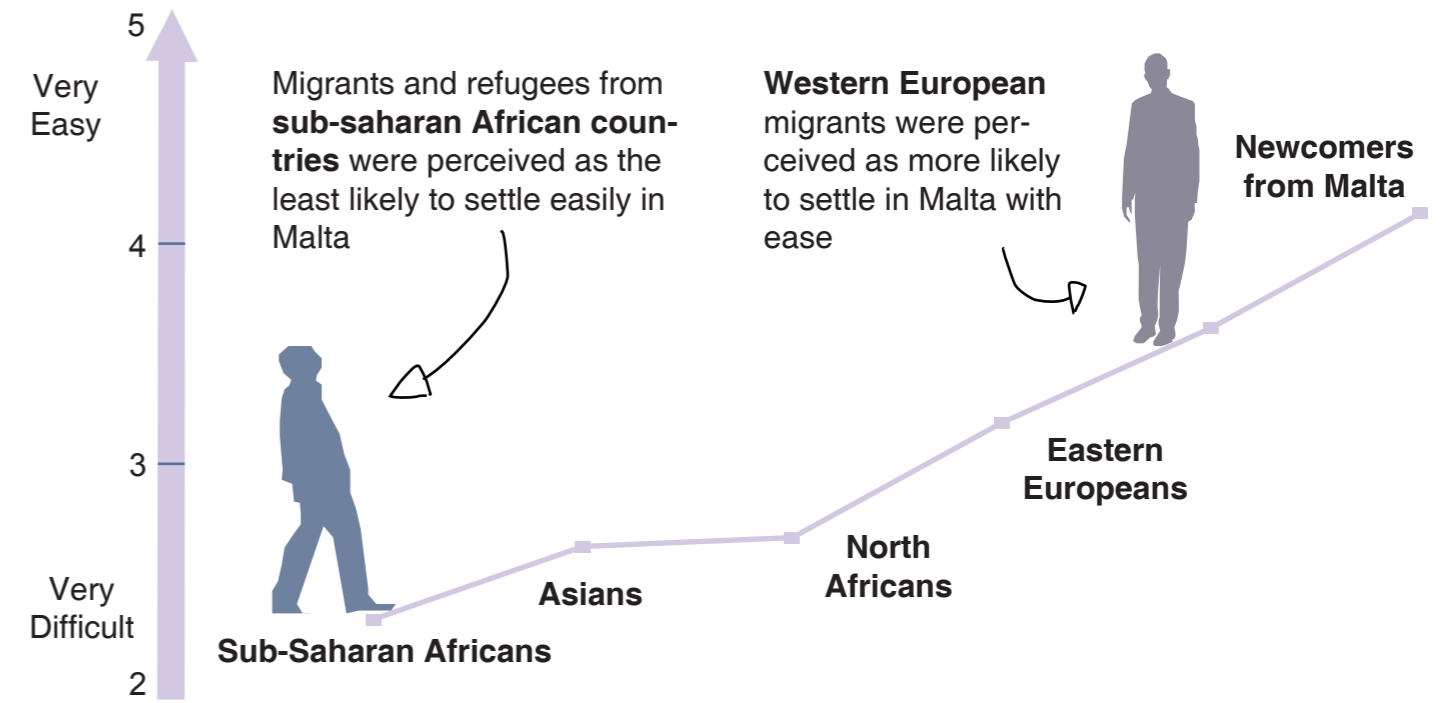 5
Very
Easy
4
3
Very
Difficult
2
Migrants and refugees from
sub-saharan African coun-
tries were perceived as the
least likely to settle easily in
Malta
Western European
migrants were per-
ceived as more likely
to settle in Malta with
ease
Newcomers
from Malta
Eastern
Europeans
North
Africans
Asians
Sub-Saharan Africans